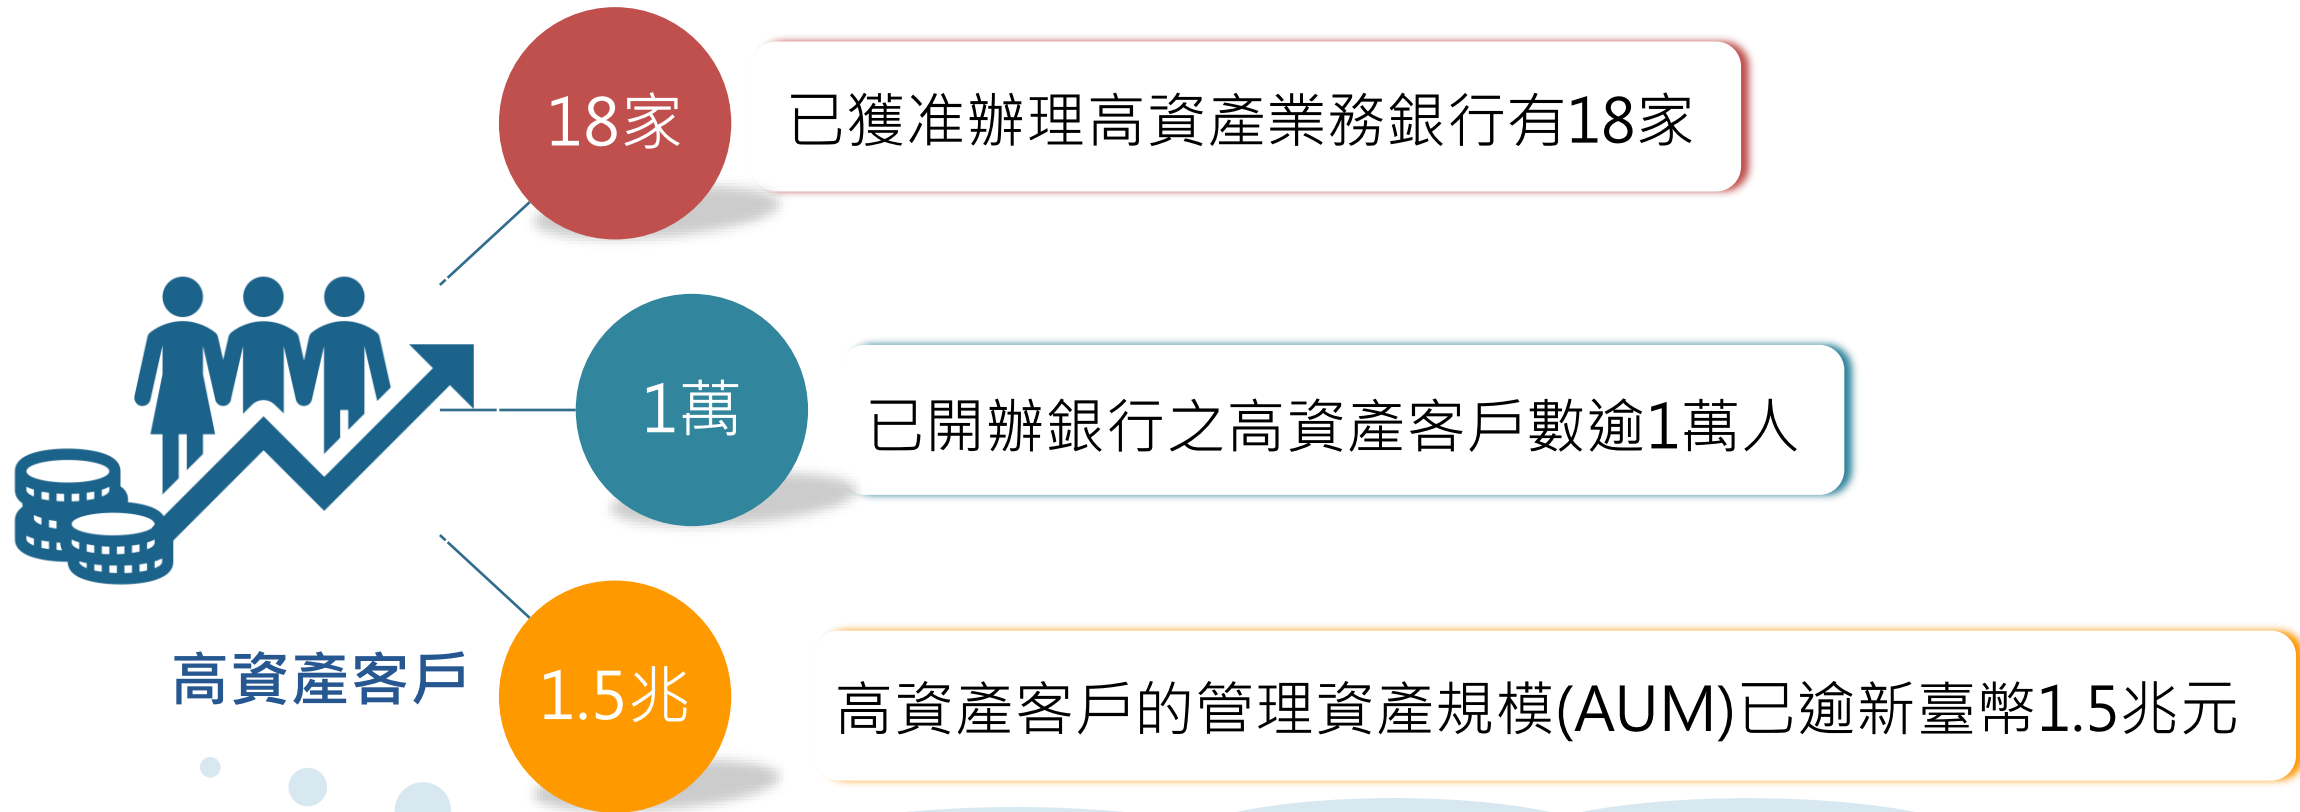 18家
已獲准辦理高資產業務銀行有18家
1萬
已開辦銀行之高資產客戶數逾1萬人
高資產客戶
1.5兆
高資產客戶的管理資產規模(AUM)已逾新臺幣1.5兆元